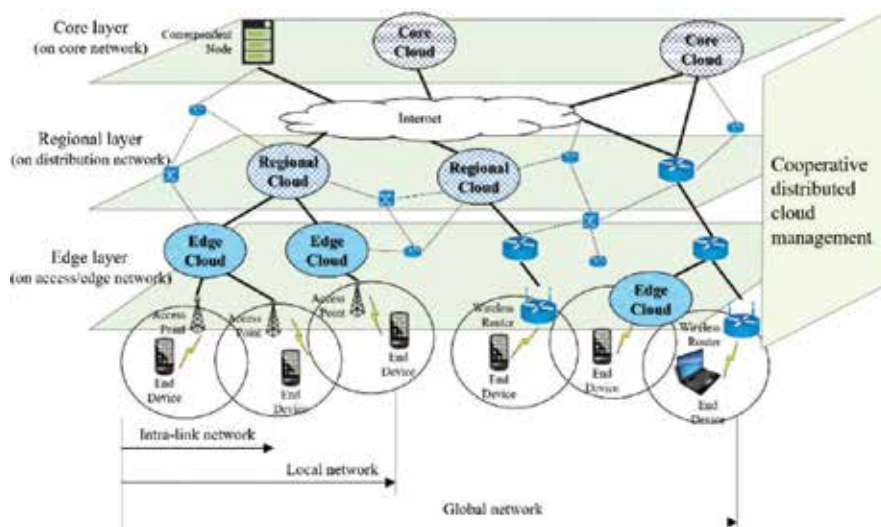 Core layer
(on core network)
Correspondent
Node
Core
Cloud
Core
Cloud
Internet
Regional layer
(on distribution network)
Regional
Cloud
Regional
Cloud
Cooperative
distributed
cloud
management
Edge layer
(on access/edge network)
Edge
Cloud
Edge
Cloud
Edge
Cloud
Access
Point
Access
Point
Access
Point
Wireless
Router
Wireless
Router
End
Device
End
Device
End
Device
End
Device
End
Device
End
Device
Intra-link network
Local network
Global network